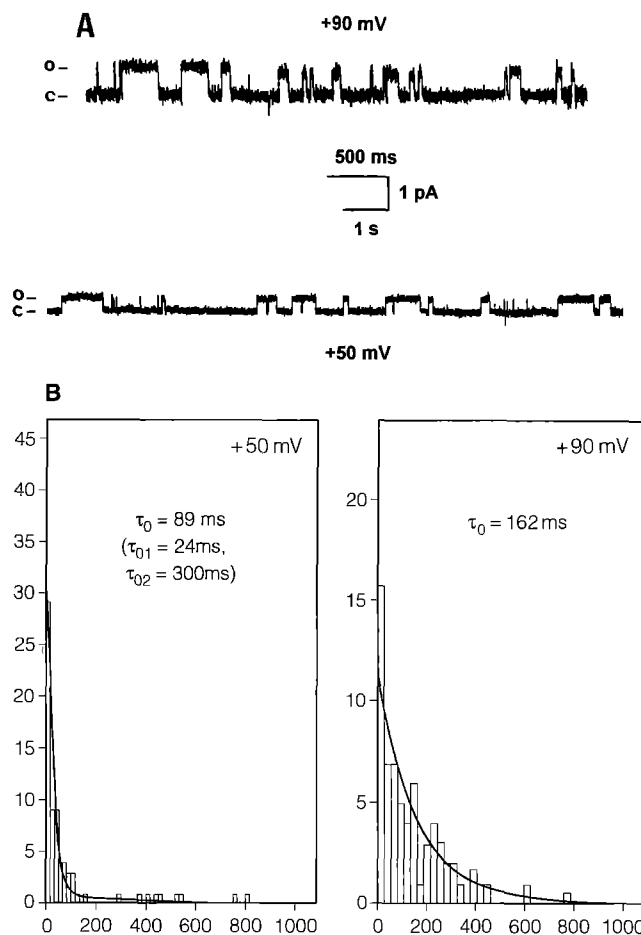 A
+90 mV
o –
c –
500 ms
1 pA
1 s
o –
c –
+50 mV
B
+50 mV
τ0 = 89 ms
(τ01 = 24ms,
τ02 = 300ms)
45
40
35
30
25
20
15
10
5
0
0 200 400 600 800 1000
+90 mV
τ0 = 162 ms
20
15
10
5
0
0 200 400 600 800 1000